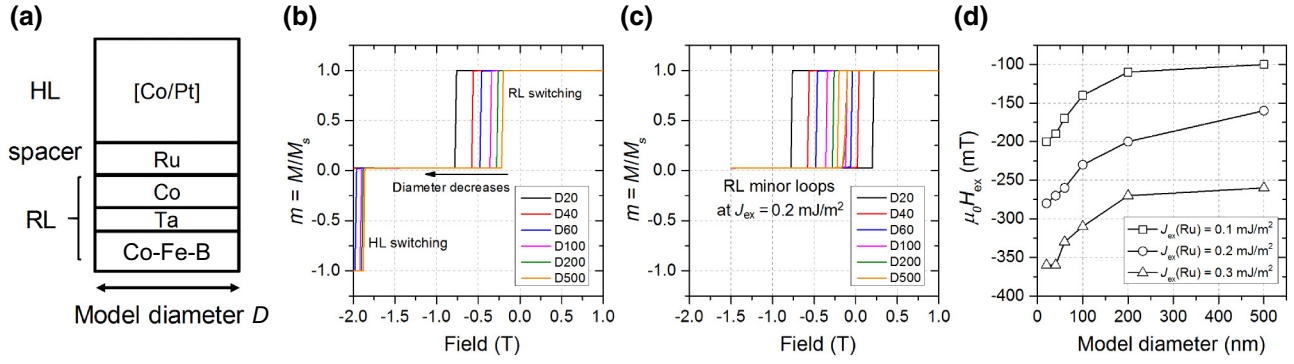 (a)
HL
spacer
RL
[Co/Pt]
Ru
Co
Ta
Co-Fe-B
Model diameter D
(b)
m = M/Ms
1.0
0.5
0.0
-0.5
-1.0
RL switching
Diameter decreases
HL switching
D20
D40
D60
D100
D200
D500
-2.0 -1.5 -1.0 -0.5 0.0 0.5 1.0
Field (T)
(c)
m = M/Ms
1.0
0.5
0.0
-0.5
-1.0
RL minor loops
at Jex = 0.2 mJ/m²
D20
D40
D60
D100
D200
D500
-2.0 -1.5 -1.0 -0.5 0.0 0.5 1.0
Field (T)
(d)
μ0Hex (mT)
-100
-150
-200
-250
-300
-350
-400
Jex(Ru) = 0.1 mJ/m²
Jex(Ru) = 0.2 mJ/m²
Jex(Ru) = 0.3 mJ/m²
0 100 200 300 400 500
Model diameter (nm)